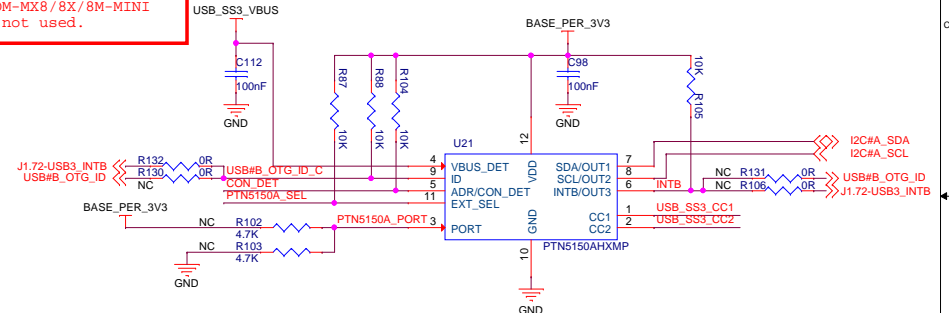 OM-MX8/8X/8M-MINI
not used.
USB_SS3_VBUS
BASE_PER_3V3
C
C112
100nF
GND
R87
10K
R88
10K
R104
10K
C98
100nF
GND
10K
R105
U21
12
VDD
I2C#A_SDA
I2C#A_SCL
J1.72-USB3_INTB
R132
0R
USB#B_OTG_ID
R130
0R
NC
USB#B_OTG_ID_C
CON_DET
PTN5150A_SEL
4
VBUS_DET
9
ID
5
ADR/CON_DET
11
EXT_SEL
3
PORT
SDA/OUT1
7
SCL/OUT2
8
INTB/OUT3
6
INTB
NC
R131
0R
USB#B_OTG_ID
NC
R106
0R
J1.72-USB3_INTB
CC1
1
USB_SS3_CC1
CC2
2
USB_SS3_CC2
BASE_PER_3V3
NC
R102
4.7K
PTN5150A_PORT
NC
R103
4.7K
GND
GND
10
PTN5150AHXMP
GND